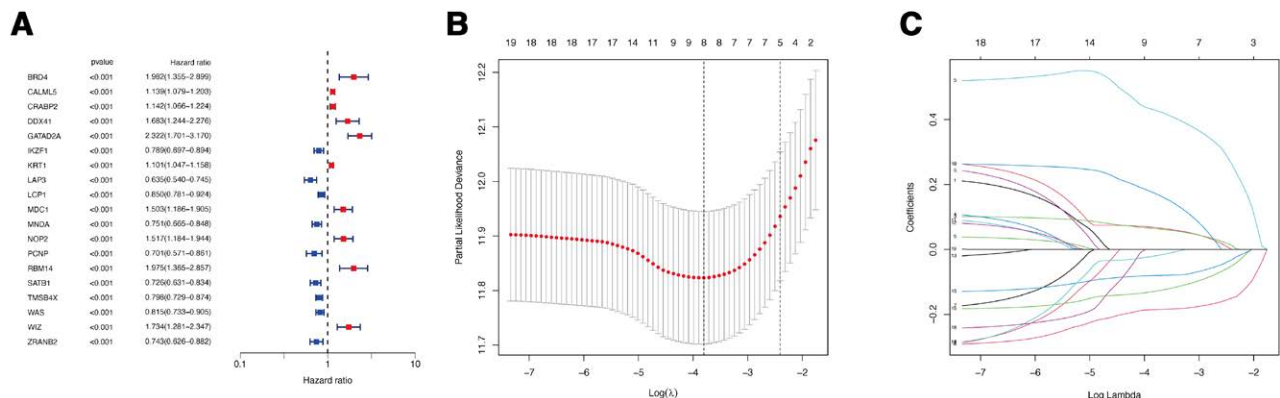 A
pvalue Hazard ratio
BRD4 <0.001 1.982(1.355−2.899)
CALML5 <0.001 1.139(1.079−1.203)
CRABP2 <0.001 1.142(1.066−1.224)
DDX41 <0.001 1.683(1.244−2.276)
GATAD2A <0.001 2.322(1.701−3.170)
IKZF1 <0.001 0.789(0.697−0.894)
KRT1 <0.001 1.101(1.047−1.158)
LAP3 <0.001 0.635(0.540−0.745)
LCP1 <0.001 0.850(0.781−0.924)
MDC1 <0.001 1.503(1.186−1.905)
MNDA <0.001 0.751(0.665−0.848)
NOP2 <0.001 1.517(1.184−1.944)
PCNP <0.001 0.701(0.571−0.861)
RBM14 <0.001 1.975(1.365−2.857)
SATB1 <0.001 0.726(0.631−0.834)
TMSB4X <0.001 0.798(0.729−0.874)
WAS <0.001 0.815(0.733−0.905)
WIZ <0.001 1.734(1.281−2.347)
ZRANB2 <0.001 0.743(0.626−0.882)
0.1 1 10
Hazard ratio
B
19 18 18 18 17 17 14 11 9 9 8 8 7 7 7 5 4 2
12.2
12.1
12.0
11.9
11.8
11.7
Partial Likelihood Deviance
−7 −6 −5 −4 −3 −2
Log(λ)
C
18 17 14 9 7 3
0.4
0.2
0.0
−0.2
Coefficients
−7 −6 −5 −4 −3 −2
Log Lambda